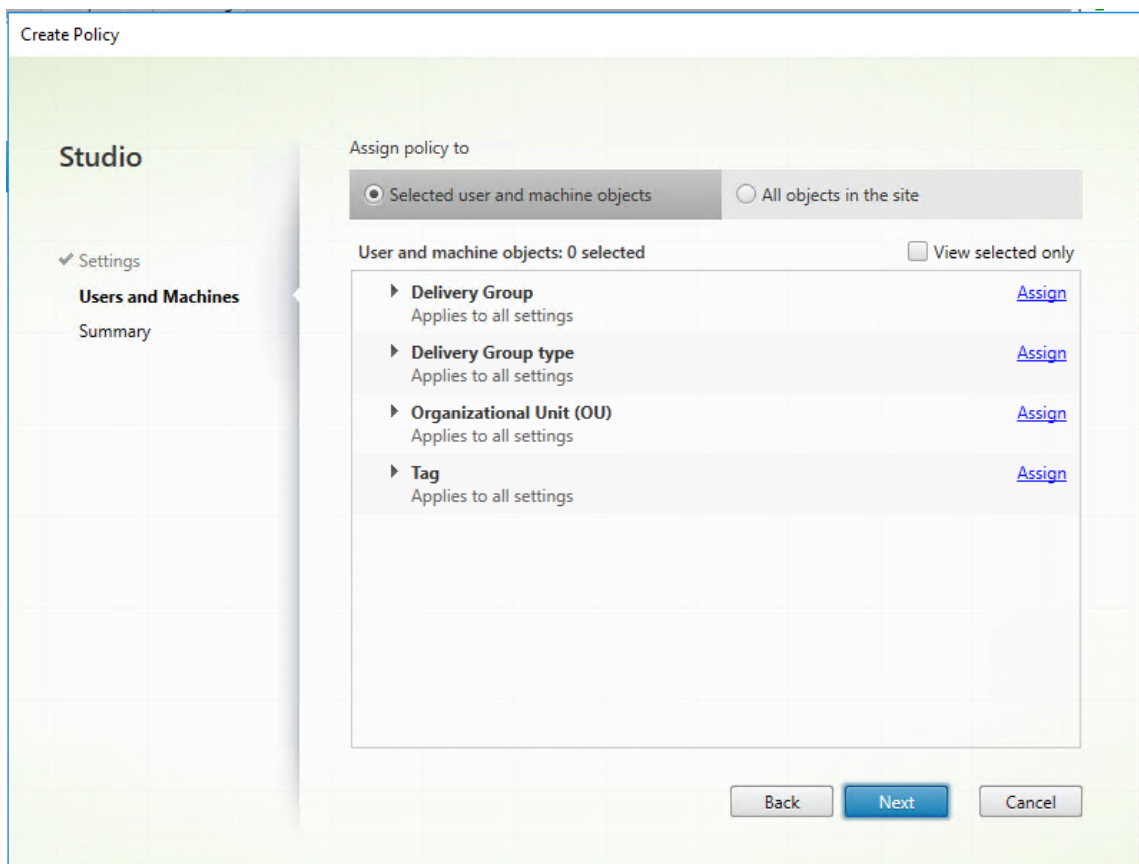 Create Policy
Studio
Assign policy to
Selected user and machine objects
All objects in the site
Settings
Users and Machines
Summary
User and machine objects: 0 selected
View selected only
Delivery Group
Assign
Applies to all settings
Delivery Group type
Assign
Applies to all settings
Organizational Unit (OU)
Assign
Applies to all settings
Tag
Assign
Applies to all settings
Back
Next
Cancel